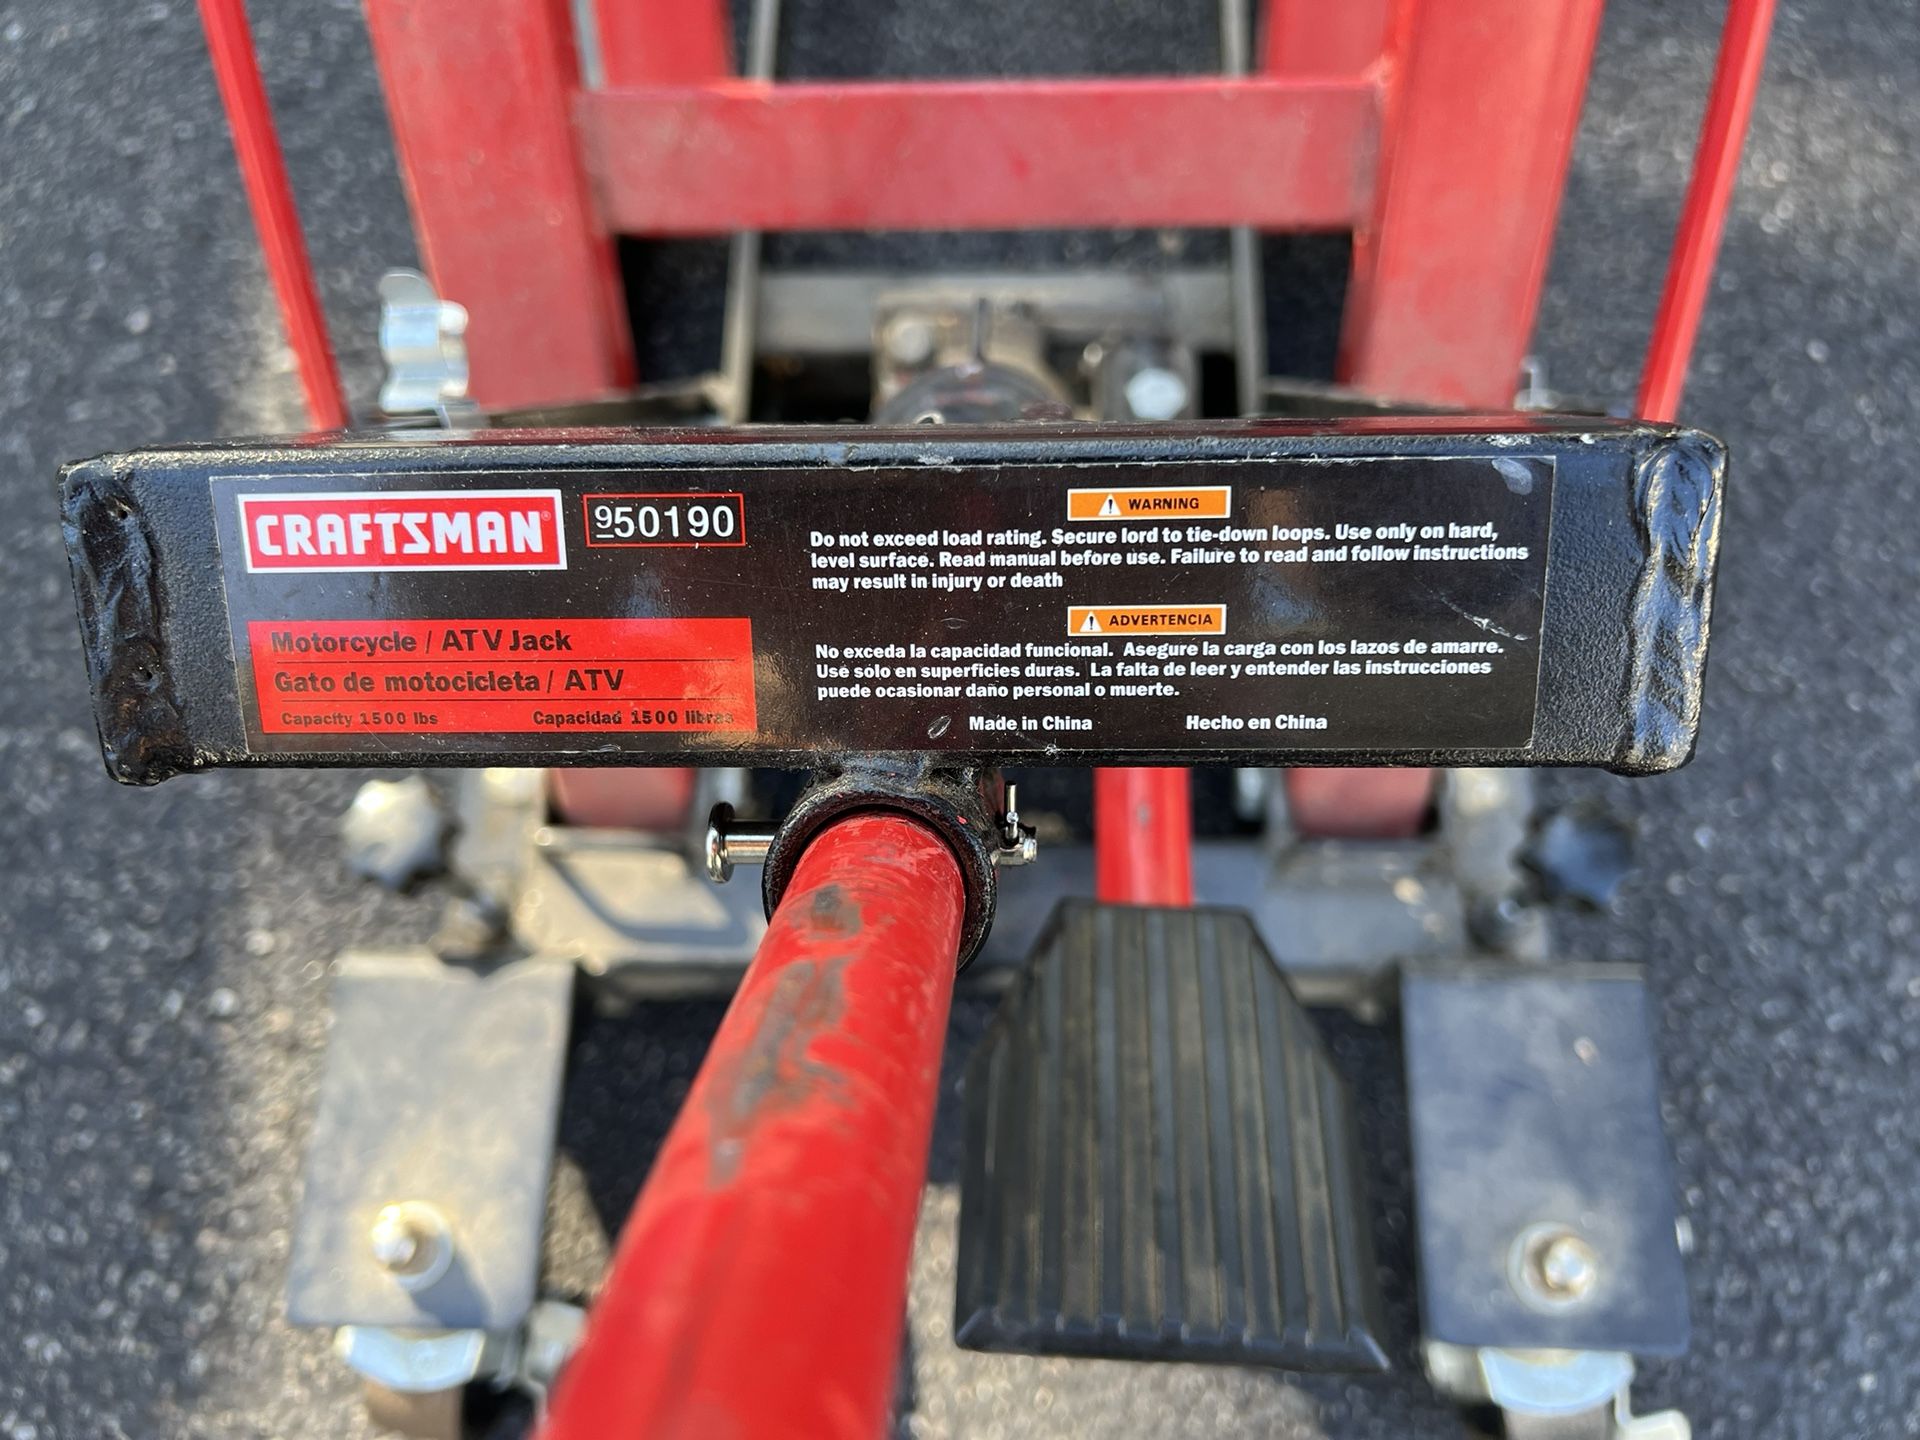 CRAFTSMAN®
950190
Motorcycle / ATV Jack
Gato de motocicleta / ATV
Capacity 1500 lbs Capacidad 1500 libras
WARNING
Do not exceed load rating. Secure lord to tie-down loops. Use only on hard,
level surface. Read manual before use. Failure to read and follow instructions
may result in injury or death
ADVERTENCIA
No exceda la capacidad funcional. Asegure la carga con los lazos de amarre.
Use solo en superficies duras. La falta de leer y entender las instrucciones
puede ocasionar daño personal o muerte.
Made in China Hecho en China